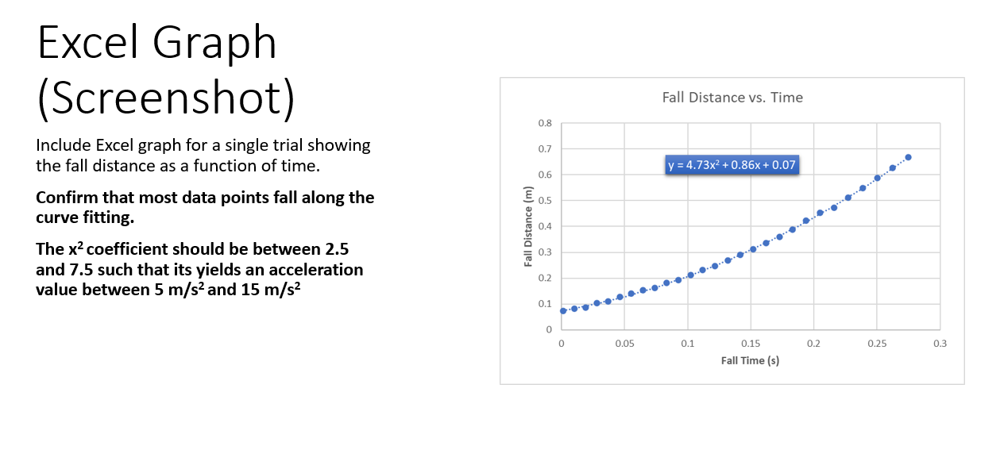 Excel Graph
(Screenshot)
Include Excel graph for a single trial showing
the fall distance as a function of time.
Confirm that most data points fall along the
curve fitting.
The x² coefficient should be between 2.5
and 7.5 such that its yields an acceleration
value between 5 m/s² and 15 m/s²
Fall Distance vs. Time
y = 4.73x² + 0.86x + 0.07
Fall Distance (m)
0.8
0.7
0.6
0.5
0.4
0.3
0.2
0.1
0
0 0.05 0.1 0.15 0.2 0.25 0.3
Fall Time (s)